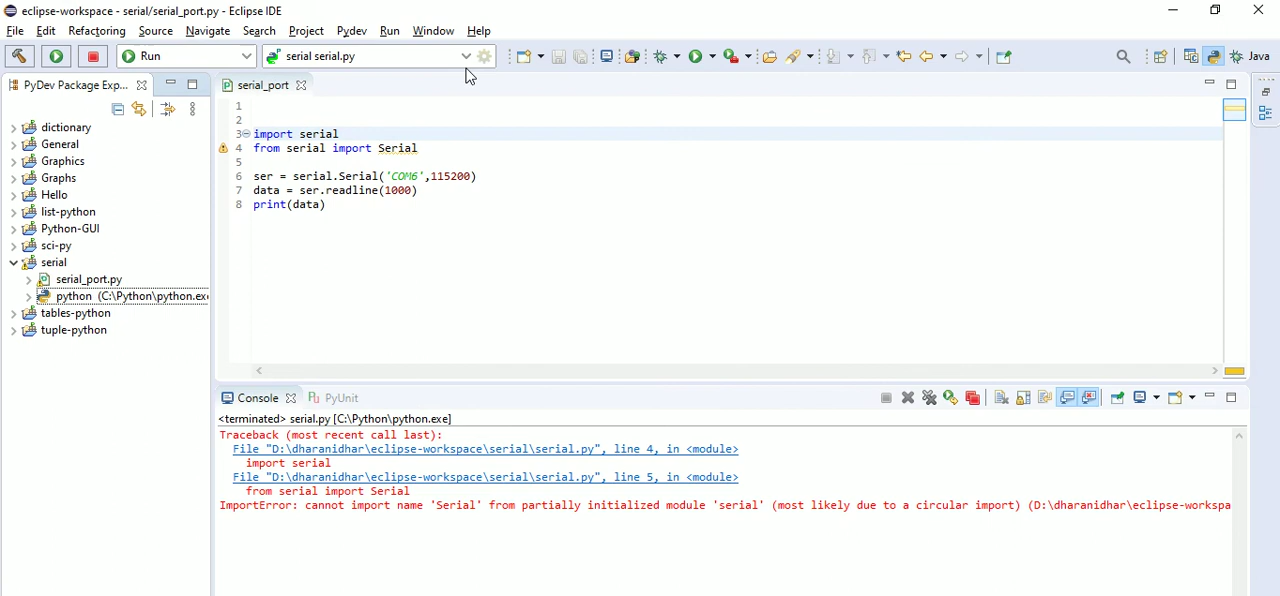 eclipse-workspace - serial/serial_port.py - Eclipse IDE
File Edit Refactoring Source Navigate Search Project Pydev Run Window Help
Run serial serial.py Java
PyDev Package Exp... serial_port
dictionary
General
Graphics
Graphs
Hello
list-python
Python-GUI
sci-py
serial
serial_port.py
python (C:\Python\python.exe
tables-python
tuple-python
1
2
3 import serial
4 from serial import Serial
5
6 ser = serial.Serial('COM6',115200)
7 data = ser.readline(1000)
8 print(data)
Console PyUnit
<terminated> serial.py [C:\Python\python.exe]
Traceback (most recent call last):
File "D:\dharanidhar\eclipse-workspace\serial\serial.py", line 4, in <module>
import serial
File "D:\dharanidhar\eclipse-workspace\serial\serial.py", line 5, in <module>
from serial import Serial
ImportError: cannot import name 'Serial' from partially initialized module 'serial' (most likely due to a circular import) (D:\dharanidhar\eclipse-workspa